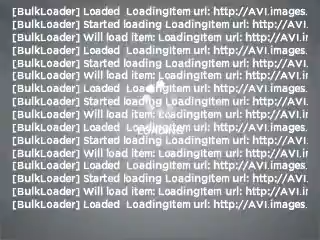 [BulkLoader] Loaded LoadingItem url: http://AVI.images.
[BulkLoader] Started loading LoadingItem url: http://AVI.
[BulkLoader] Will load item: LoadingItem url: http://AVI.i
[BulkLoader] Loaded LoadingItem url: http://AVI.images.
[BulkLoader] Started loading LoadingItem url: http://AVI.
[BulkLoader] Will load item: LoadingItem url: http://AVI.i
[BulkLoader] Loaded LoadingItem url: http://AVI.images.
[BulkLoader] Started loading LoadingItem url: http://AVI.
[BulkLoader] Will load item: LoadingItem url: http://AVI.i
[BulkLoader] Loaded LoadingItem url: http://AVI.images.
LOADING
[BulkLoader] Started loading LoadingItem url: http://AVI.
[BulkLoader] Will load item: LoadingItem url: http://AVI.i
[BulkLoader] Loaded LoadingItem url: http://AVI.images.
[BulkLoader] Started loading LoadingItem url: http://AVI.
[BulkLoader] Will load item: LoadingItem url: http://AVI.i
[BulkLoader] Loaded LoadingItem url: http://AVI.images.